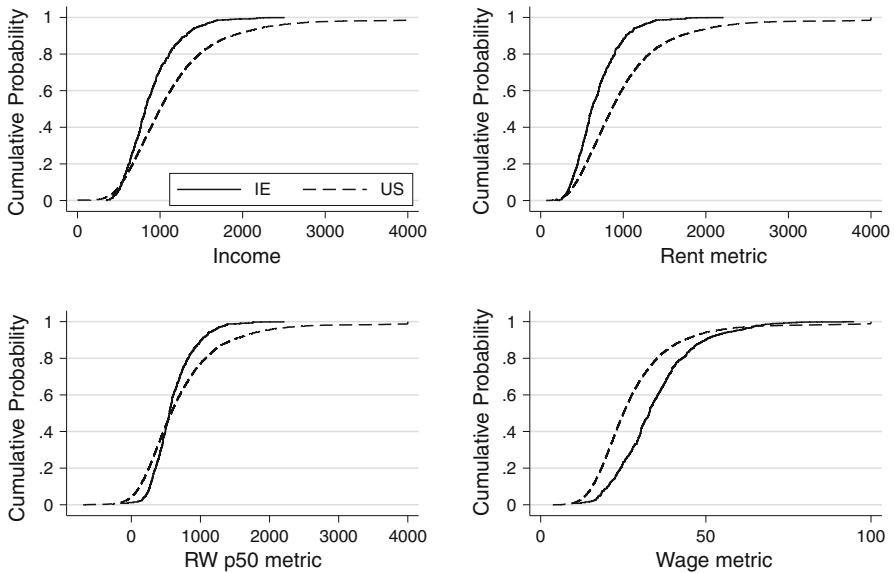 Cumulative Probability
1
.8
.6
.4
.2
0
IE
US
0 1000 2000 3000 4000
Income
Cumulative Probability
1
.8
.6
.4
.2
0
0 1000 2000 3000 4000
Rent metric
Cumulative Probability
1
.8
.6
.4
.2
0
0 1000 2000 3000 4000
RW p50 metric
Cumulative Probability
1
.8
.6
.4
.2
0
0 50 100
Wage metric